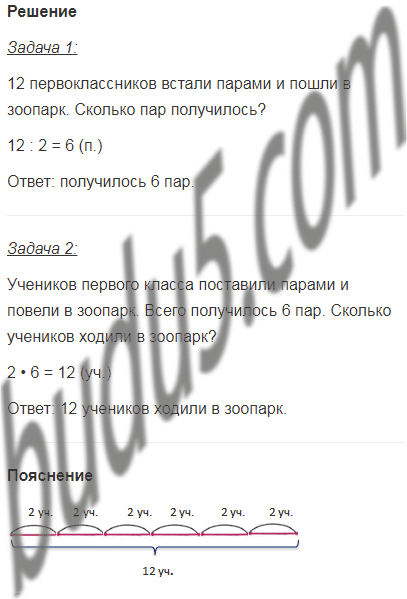 Решение
Задача 1:
12 первоклассников встали парами и пошли в
зоопарк. Сколько пар получилось?
12 : 2 = 6 (п.)
Ответ: получилось 6 пар.
Задача 2:
Учеников первого класса поставили парами и
повели в зоопарк. Всего получилось 6 пар. Сколько
учеников ходили в зоопарк?
2 • 6 = 12 (уч.)
Ответ: 12 учеников ходили в зоопарк.
Пояснение
2 уч. 2 уч. 2 уч. 2 уч. 2 уч. 2 уч.
12 уч.
budu5.com